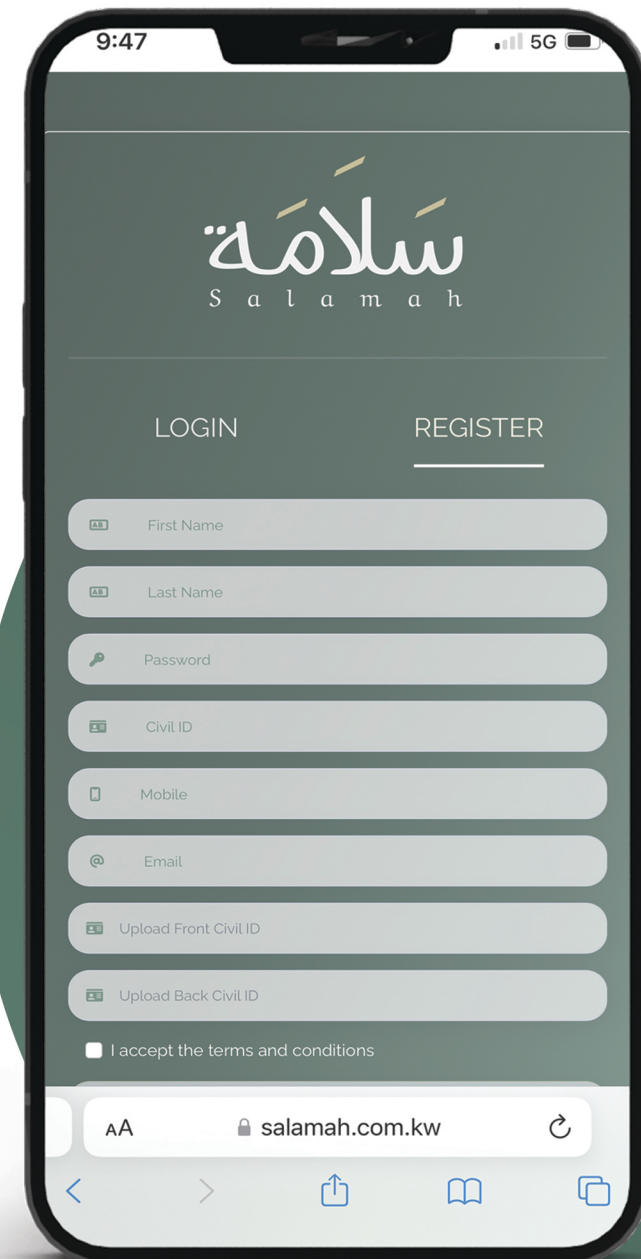 9:47 5G
سَلَامَة
Salamah
LOGIN REGISTER
First Name
Last Name
Password
Civil ID
Mobile
Email
Upload Front Civil ID
Upload Back Civil ID
I accept the terms and conditions
AA salamah.com.kw